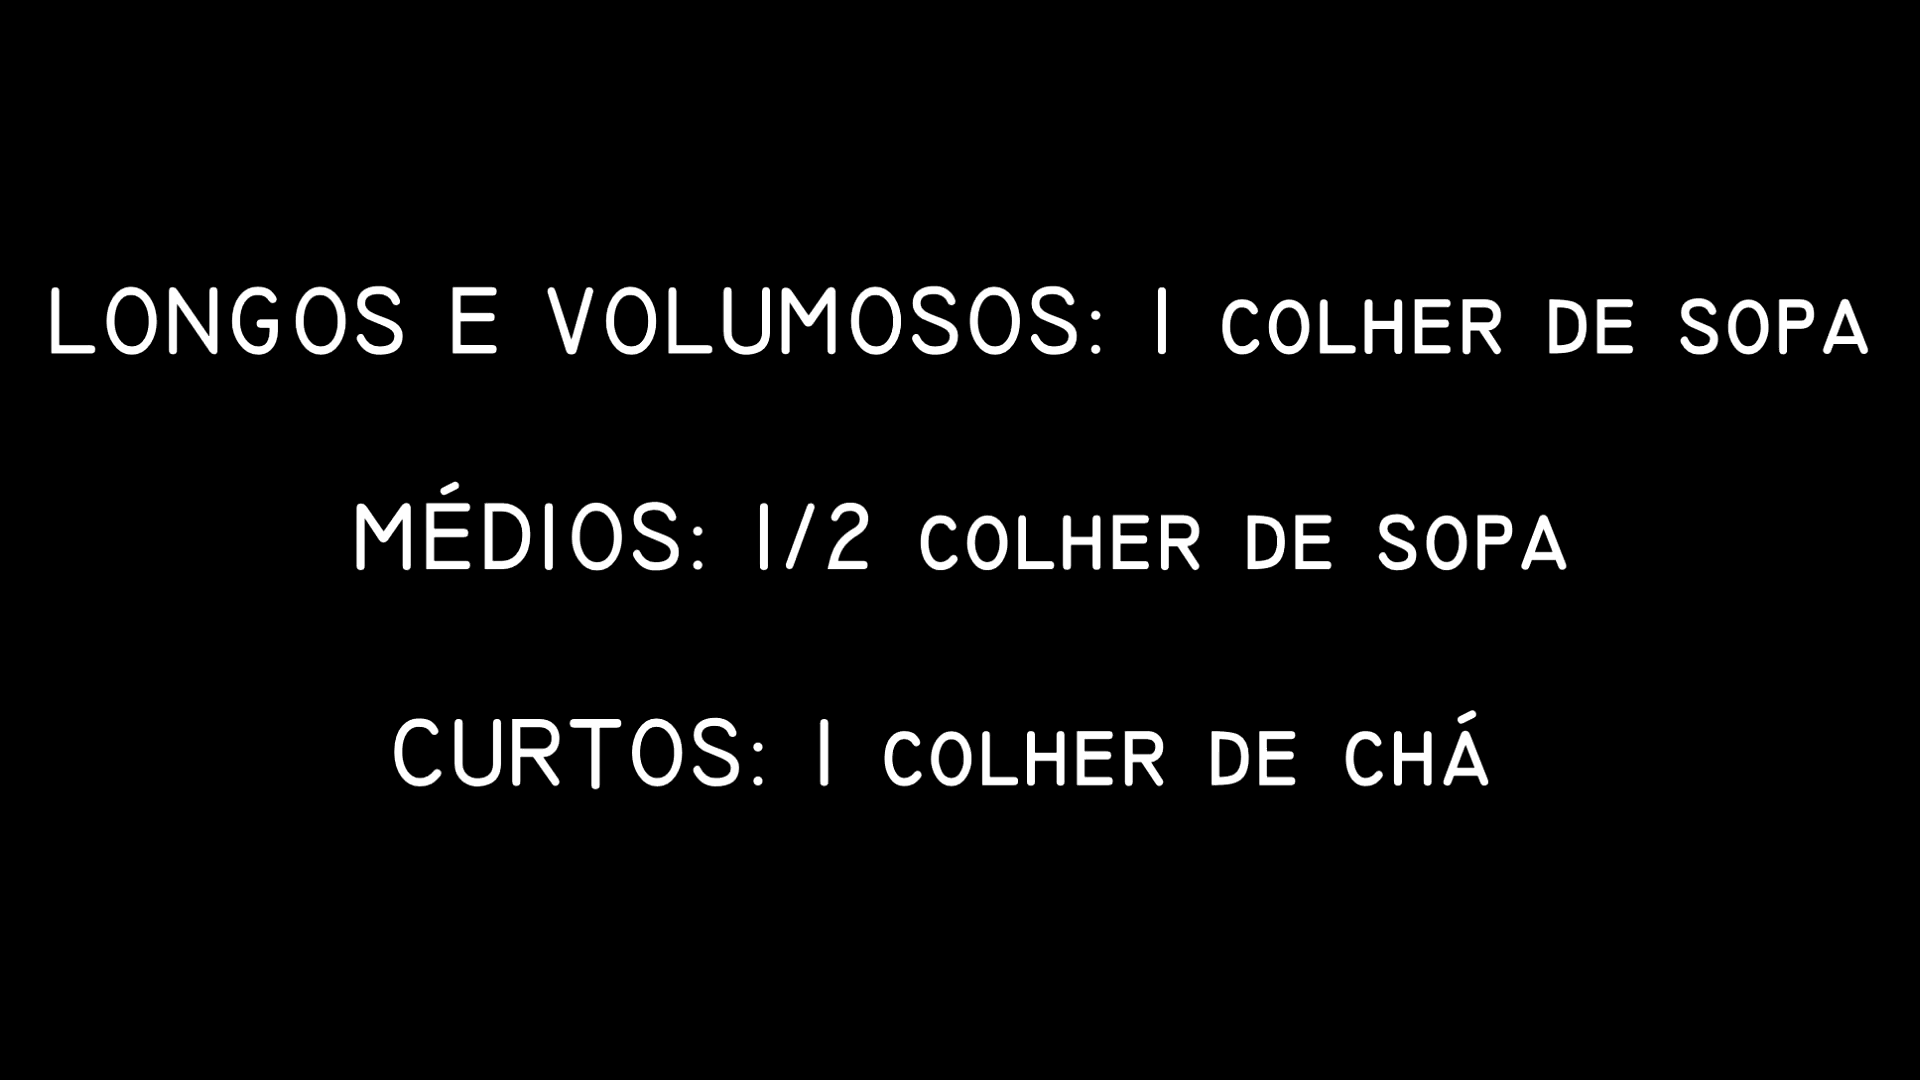 LONGOS E VOLUMOSOS: 1 COLHER DE SOPA
MÉDIOS: 1/2 COLHER DE SOPA
CURTOS: 1 COLHER DE CHÁ